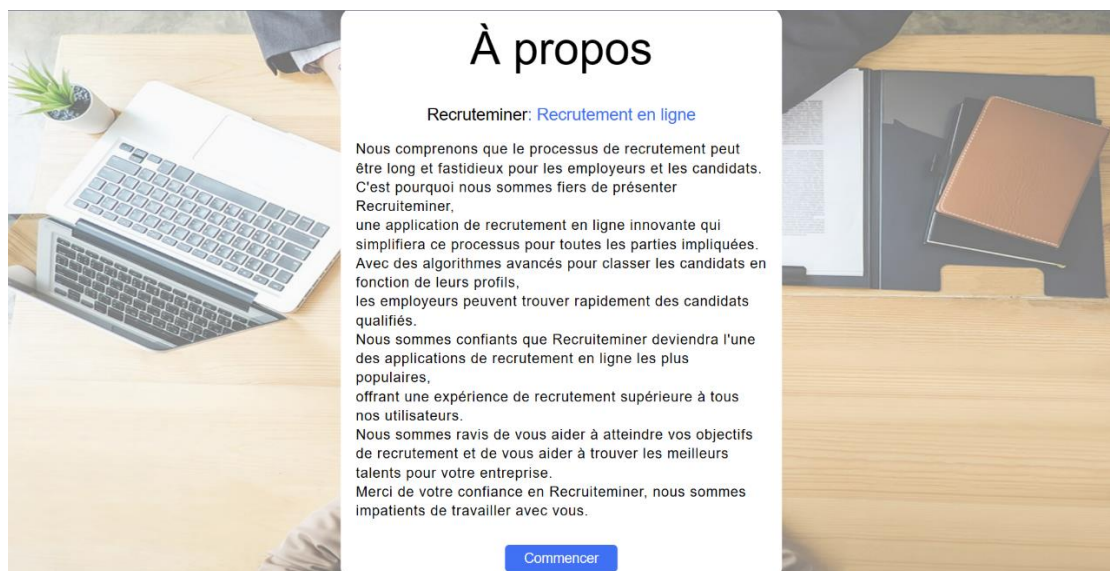 À propos
Recruteminer: Recrutement en ligne
Nous comprenons que le processus de recrutement peut
être long et fastidieux pour les employeurs et les candidats.
C'est pourquoi nous sommes fiers de présenter
Recruiteminer,
une application de recrutement en ligne innovante qui
simplifiera ce processus pour toutes les parties impliquées.
Avec des algorithmes avancés pour classer les candidats en
fonction de leurs profils,
les employeurs peuvent trouver rapidement des candidats
qualifiés.
Nous sommes confiants que Recruiteminer deviendra l'une
des applications de recrutement en ligne les plus
populaires,
offrant une expérience de recrutement supérieure à tous
nos utilisateurs.
Nous sommes ravis de vous aider à atteindre vos objectifs
de recrutement et de vous aider à trouver les meilleurs
talents pour votre entreprise.
Merci de votre confiance en Recruiteminer, nous sommes
impatients de travailler avec vous.
Commencer